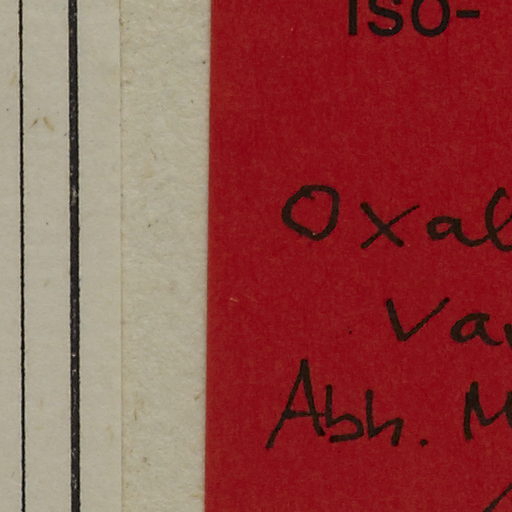 Iso-
Oxal
Va
Abh. M